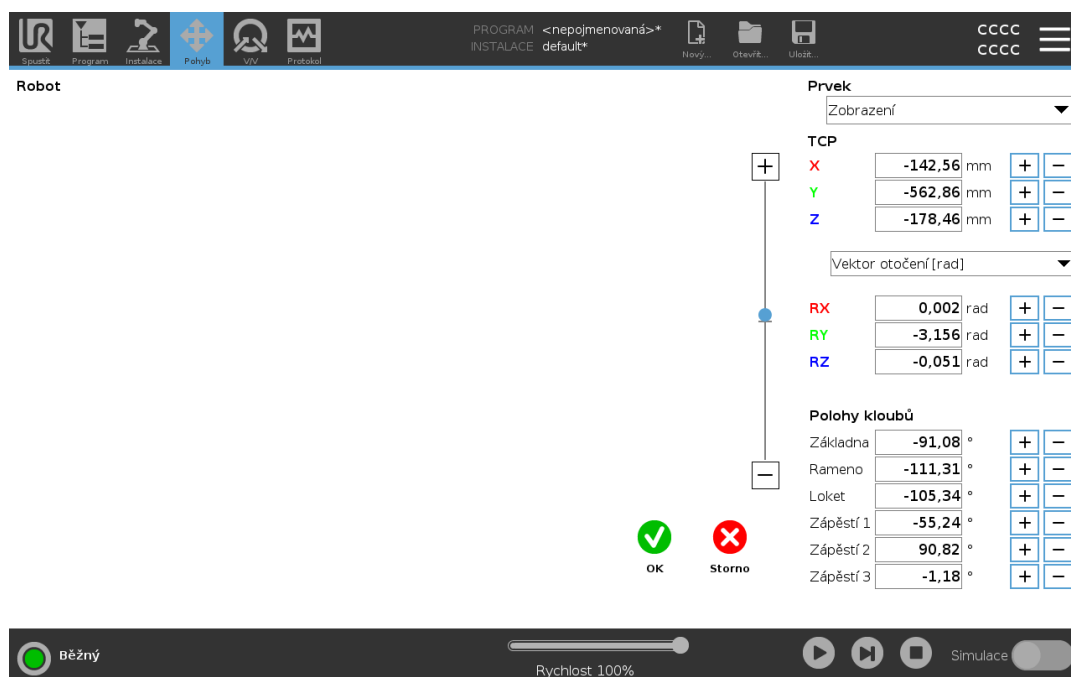 UR
Spustit
Program
Instalace
Pohyb
V/V
Protokol
PROGRAM <nepojmenovaná>*
INSTALACE default*
Nový...
Otevřít...
Uložit...
CCCC
CCCC
Robot
Prvek
Zobrazení
TCP
X -142,56 mm + −
Y -562,86 mm + −
Z -178,46 mm + −
Vektor otočení [rad]
RX 0,002 rad + −
RY -3,156 rad + −
RZ -0,051 rad + −
Polohy kloubů
Základna -91,08 ° + −
Rameno -111,31 ° + −
Loket -105,34 ° + −
Zápěstí 1 -55,24 ° + −
Zápěstí 2 90,82 ° + −
Zápěstí 3 -1,18 ° + −
+
−
OK
Storno
Běžný
Rychlost 100%
Simulace